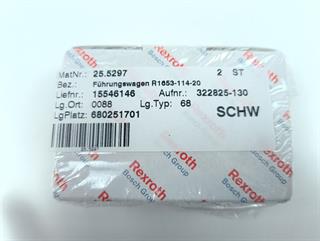 MatNr.: 25.5297 2 ST
Bez.: Führungswagen R1653-114-20
Liefnr.: 15546146 Aufnr.: 322825-130
Lg.Ort: 0088 Lg.Typ: 68
LgPlatz: 680251701 SCHW
Rexroth
Bosch Group
Rexroth
Bosch Group
Rexroth
Bosch Group